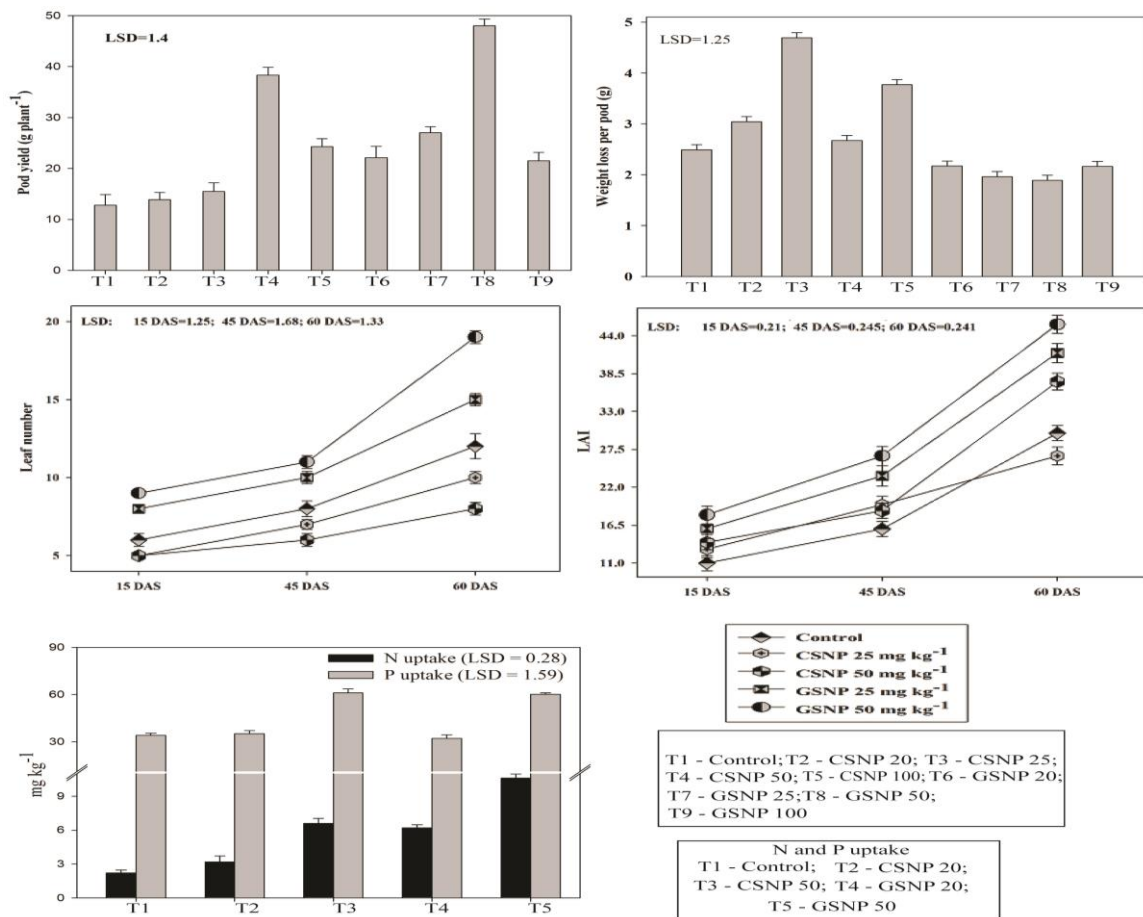 LSD=1.4
Pod yield (g plant-1)
50
40
30
20
10
0
T1 T2 T3 T4 T5 T6 T7 T8 T9
LSD=1.25
Weight loss per pod (g)
5
4
3
2
1
0
T1 T2 T3 T4 T5 T6 T7 T8 T9
LSD: 15 DAS=1.25; 45 DAS=1.68; 60 DAS=1.33
Leaf number
20
15
10
5
15 DAS 45 DAS 60 DAS
LSD: 15 DAS=0.21; 45 DAS=0.245; 60 DAS=0.241
LAI
44.0
38.5
33.0
27.5
22.0
16.5
11.0
15 DAS 45 DAS 60 DAS
N uptake (LSD = 0.28)
P uptake (LSD = 1.59)
mg kg-1
90
60
30
9
6
3
0
T1 T2 T3 T4 T5
Control
CSNP 25 mg kg-1
CSNP 50 mg kg-1
GSNP 25 mg kg-1
GSNP 50 mg kg-1
T1 - Control; T2 - CSNP 20; T3 - CSNP 25;
T4 - CSNP 50; T5 - CSNP 100; T6 - GSNP 20;
T7 - GSNP 25; T8 - GSNP 50;
T9 - GSNP 100
N and P uptake
T1 - Control; T2 - CSNP 20;
T3 - CSNP 50; T4 - GSNP 20;
T5 - GSNP 50